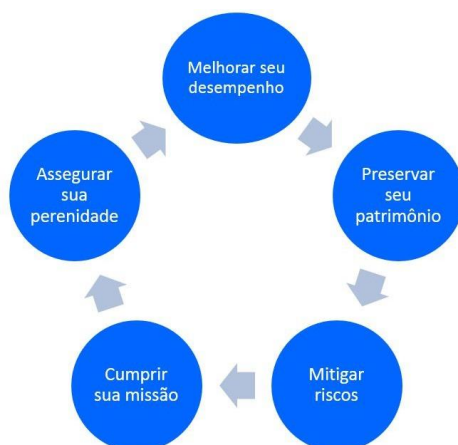 Melhorar seu
desempenho
Preservar
seu
patrimônio
Mitigar
riscos
Cumprir
sua missão
Assegurar
sua
perenidade